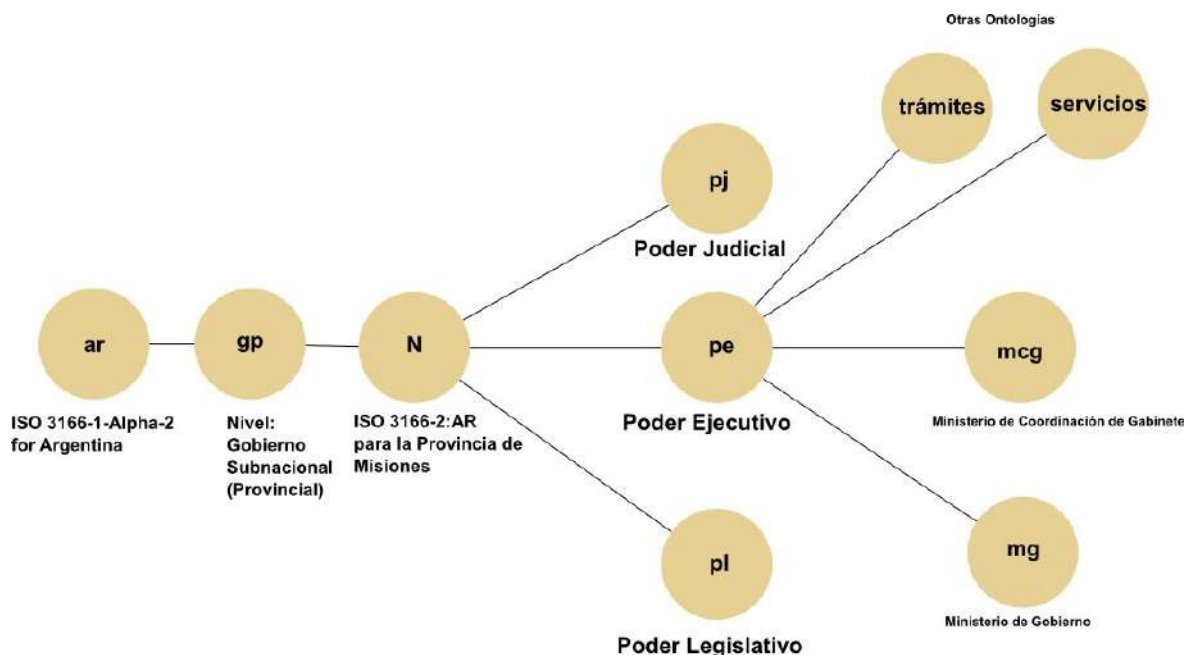 Otras Ontologías
trámites
servicios
pj
Poder Judicial
ar
gp
N
pe
mcg
ISO 3166-1-Alpha-2
for Argentina
Nivel:
Gobierno
Subnacional
(Provincial)
ISO 3166-2:AR
para la Provincia de
Misiones
Poder Ejecutivo
Ministerio de Coordinación de Gabinete
mg
Ministerio de Gobierno
pl
Poder Legislativo